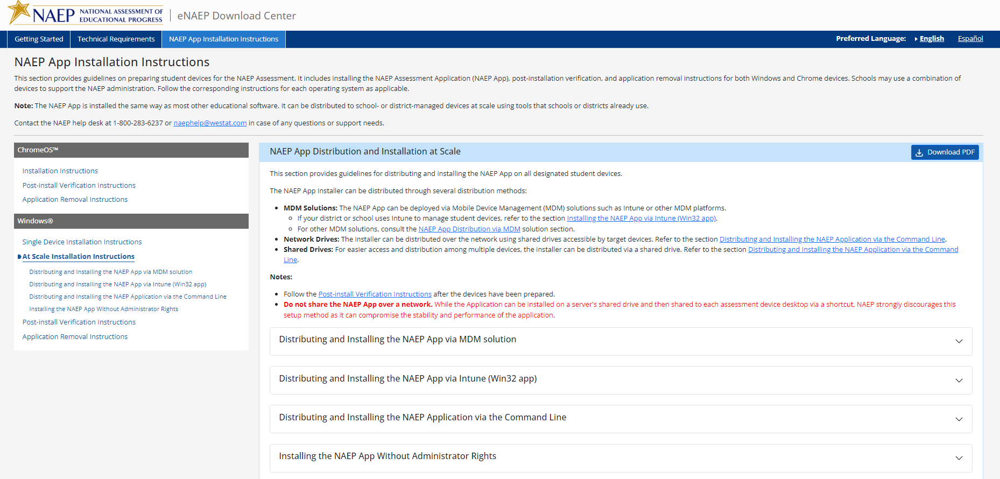 NAEP NATIONAL ASSESSMENT OF EDUCATIONAL PROGRESS
eNAEP Download Center
Getting Started
Technical Requirements
NAEP App Installation Instructions
Preferred Language:
English
Español
NAEP App Installation Instructions
This section provides guidelines on preparing student devices for the NAEP Assessment. It includes installing the NAEP Assessment Application (NAEP App), post-installation verification, and application removal instructions for both Windows and Chrome devices. Schools may use a combination of
devices to support the NAEP administration. Follow the corresponding instructions for each operating system as applicable.
Note: The NAEP App is installed the same way as most other educational software. It can be distributed to school- or district-managed devices at scale using tools that schools or districts already use.
Contact the NAEP help desk at 1-800-283-6237 or naephelp@westat.com in case of any questions or support needs.
ChromeOS™
Installation Instructions
Post-install Verification Instructions
Application Removal Instructions
Windows®
Single Device Installation Instructions
At Scale Installation Instructions
Distributing and Installing the NAEP App via MDM solution
Distributing and Installing the NAEP App via Intune (Win32 app)
Distributing and Installing the NAEP Application via the Command Line
Installing the NAEP App Without Administrator Rights
Post-install Verification Instructions
Application Removal Instructions
NAEP App Distribution and Installation at Scale
Download PDF
This section provides guidelines for distributing and installing the NAEP App on all designated student devices.
The NAEP App Installer can be distributed through several distribution methods:
MDM Solutions: The NAEP App can be deployed via Mobile Device Management (MDM) solutions such as Intune or other MDM platforms.
If your district or school uses Intune to manage student devices, refer to the section Installing the NAEP App via Intune (Win32 app).
For other MDM solutions, consult the NAEP App Distribution via MDM solution section.
Network Drives: The installer can be distributed over the network using shared drives accessible by target devices. Refer to the section Distributing and Installing the NAEP Application via the Command Line.
Shared Drives: For easier access and distribution among multiple devices, the installer can be distributed via a shared drive. Refer to the section Distributing and Installing the NAEP Application via the Command
Line.
Notes:
Follow the Post-install Verification Instructions after the devices have been prepared.
Do not share the NAEP App over a network. While the Application can be installed on a server's shared drive and then shared to each assessment device desktop via a shortcut, NAEP strongly discourages this
setup method as it can compromise the stability and performance of the application.
Distributing and Installing the NAEP App via MDM solution
Distributing and Installing the NAEP App via Intune (Win32 app)
Distributing and Installing the NAEP Application via the Command Line
Installing the NAEP App Without Administrator Rights